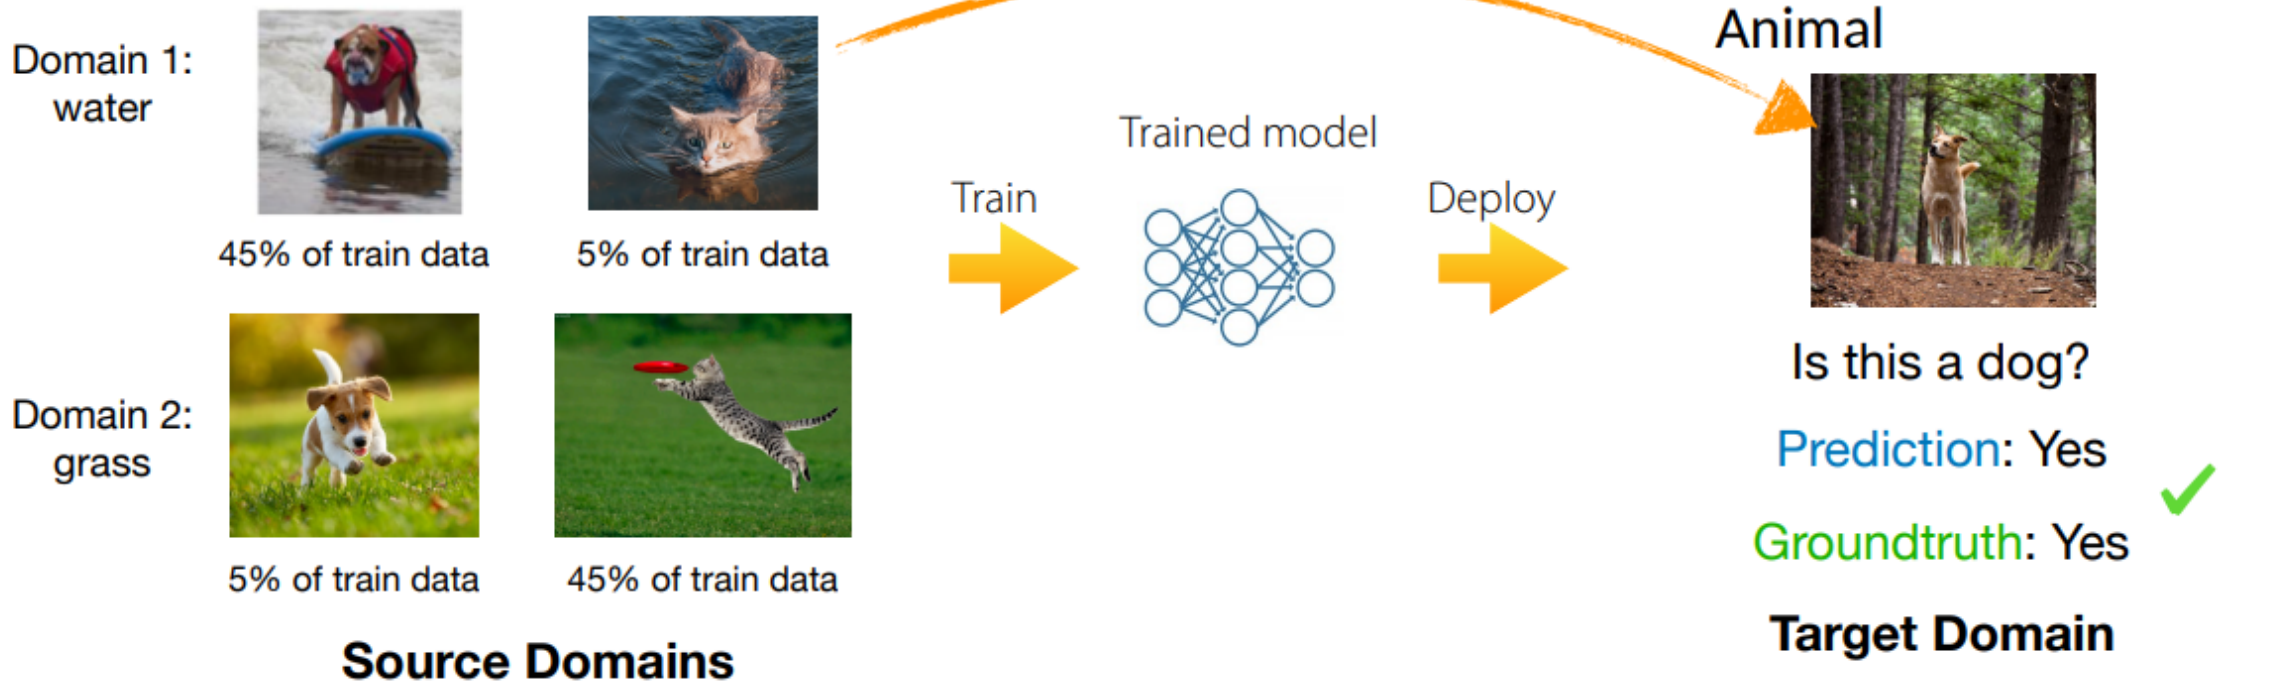 Domain 1:
water
45% of train data
5% of train data
Domain 2:
grass
5% of train data
45% of train data
Source Domains
Train
Trained model
Deploy
Animal
Is this a dog?
Prediction: Yes
Groundtruth: Yes
Target Domain